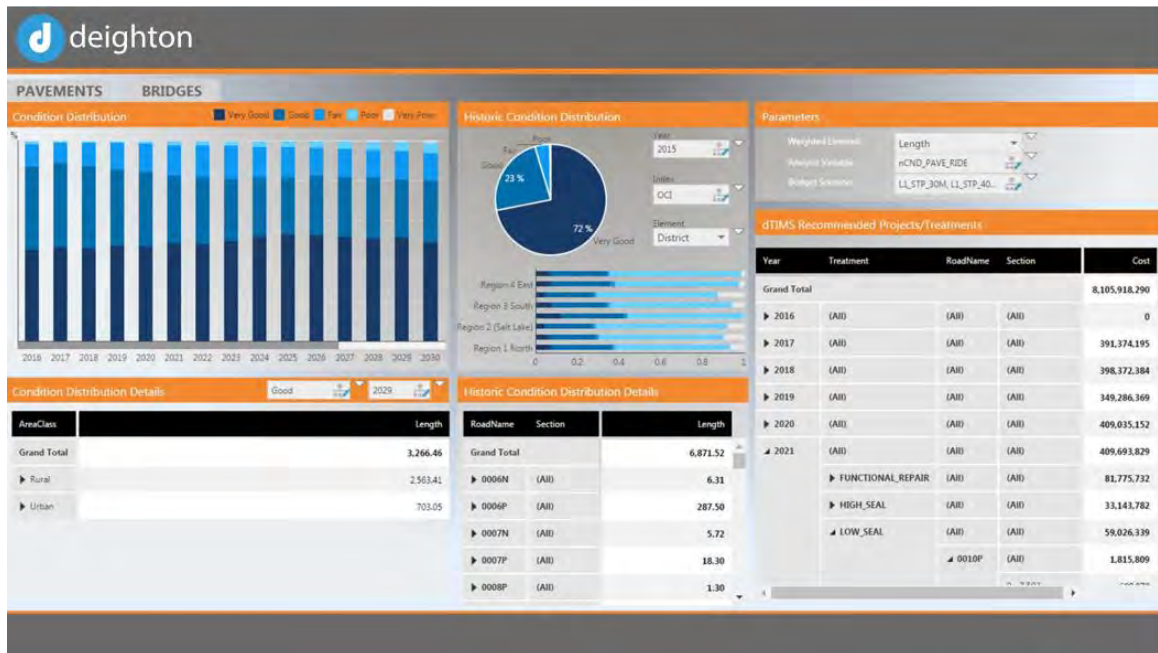 deighton
PAVEMENTS BRIDGES
Condition Distribution
Very Good Good Fair Poor Very Poor
%
2016 2017 2018 2019 2020 2021 2022 2023 2024 2025 2026 2027 2028 2029 2030
Condition Distribution Details Good 2029
AreaClass Length
Grand Total 3,266.46
Rural 2,563.41
Urban 703.05
Historic Condition Distribution
Poor
Fair
Good
23 %
72 %
Very Good
Year
2015
Index
OCI
Element
District
Region 4 East
Region 3 South
Region 2 (Salt Lake)
Region 1 North
0 0.2 0.4 0.6 0.8 1
Historic Condition Distribution Details
RoadName Section Length
Grand Total 6,871.52
0006N (All) 6.31
0006P (All) 287.50
0007N (All) 5.72
0007P (All) 18.30
0008P (All) 1.30
Parameters
Weighted Element Length
Analysis Variable nCND_PAVE_RIDE
Budget Scenario L1_STP_30M, L1_STP_40...
dTIMS Recommended Projects/Treatments
Year Treatment RoadName Section Cost
Grand Total 8,105,918,290
2016 (All) (All) (All) 0
2017 (All) (All) (All) 391,374,195
2018 (All) (All) (All) 398,372,384
2019 (All) (All) (All) 349,286,369
2020 (All) (All) (All) 409,035,152
2021 (All) (All) (All) 409,693,829
FUNCTIONAL_REPAIR (All) (All) 81,775,732
HIGH_SEAL (All) (All) 33,143,782
LOW_SEAL (All) (All) 59,026,339
0010P (All) 1,815,809